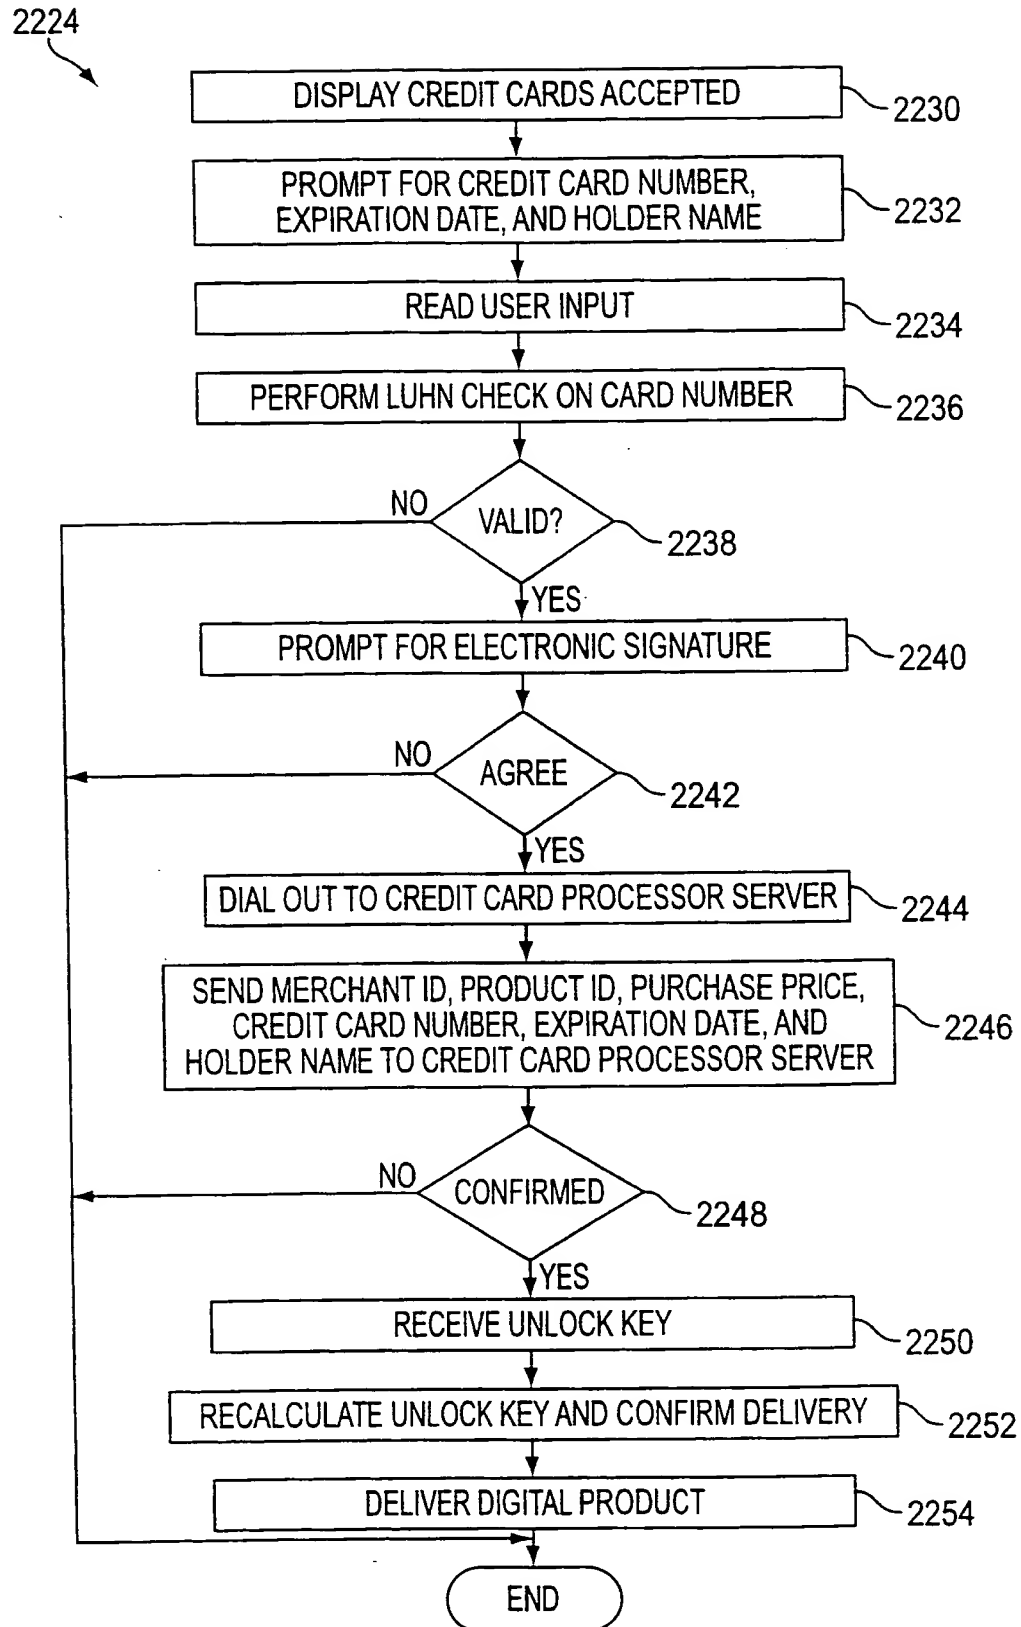 2224
DISPLAY CREDIT CARDS ACCEPTED
2230
PROMPT FOR CREDIT CARD NUMBER,
EXPIRATION DATE, AND HOLDER NAME
2232
READ USER INPUT
2234
PERFORM LUHN CHECK ON CARD NUMBER
2236
NO
VALID?
2238
YES
PROMPT FOR ELECTRONIC SIGNATURE
2240
NO
AGREE
2242
YES
DIAL OUT TO CREDIT CARD PROCESSOR SERVER
2244
SEND MERCHANT ID, PRODUCT ID, PURCHASE PRICE,
CREDIT CARD NUMBER, EXPIRATION DATE, AND
HOLDER NAME TO CREDIT CARD PROCESSOR SERVER
2246
NO
CONFIRMED
2248
YES
RECEIVE UNLOCK KEY
2250
RECALCULATE UNLOCK KEY AND CONFIRM DELIVERY
2252
DELIVER DIGITAL PRODUCT
2254
END